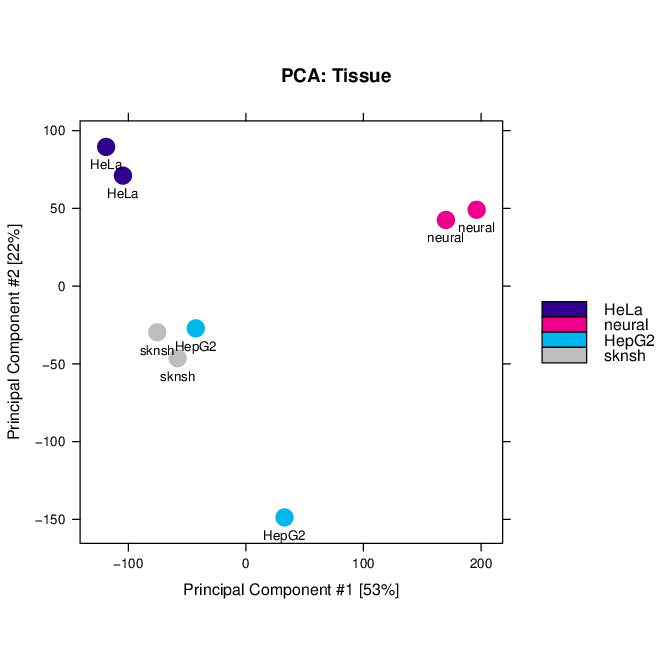 PCA: Tissue
100
50
0
−50
−100
−150
Principal Component #2 [22%]
HeLa
HeLa
neural
neural
sknsh
HepG2
sknsh
HepG2
−100
0
100
200
Principal Component #1 [53%]
HeLa
neural
HepG2
sknsh